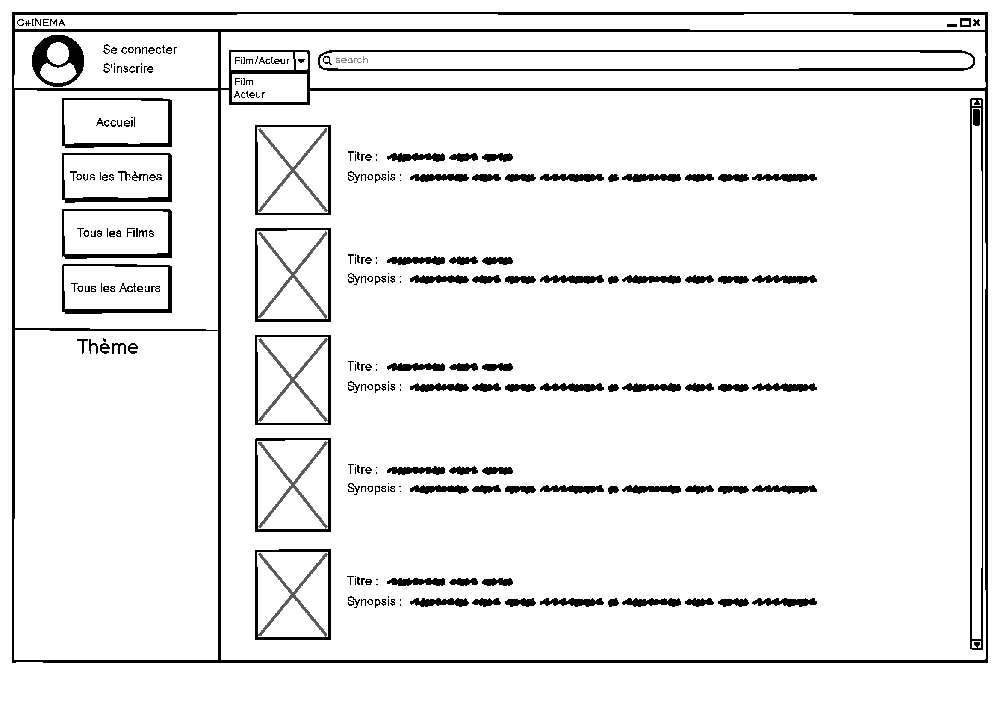 C#INEMA
Se connecter
S'inscrire
Film/Acteur
search
Film
Acteur
Accueil
Tous les Thèmes
Tous les Films
Tous les Acteurs
Thème
Titre :
Synopsis :
Titre :
Synopsis :
Titre :
Synopsis :
Titre :
Synopsis :
Titre :
Synopsis :